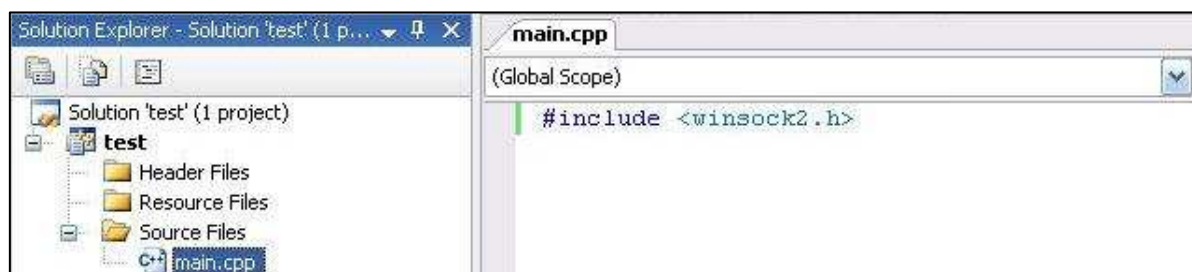 Solution Explorer - Solution 'test' (1 p...
main.cpp
(Global Scope)
Solution 'test' (1 project)
test
Header Files
Resource Files
Source Files
main.cpp
#include <winsock2.h>